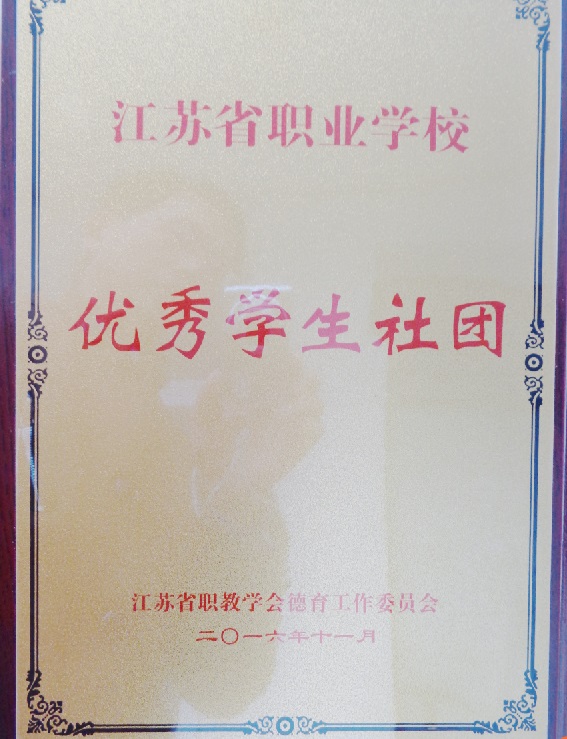 江苏省职业学校
优秀学生社团
江苏省职教学会德育工作委员会
二〇一六年十一月